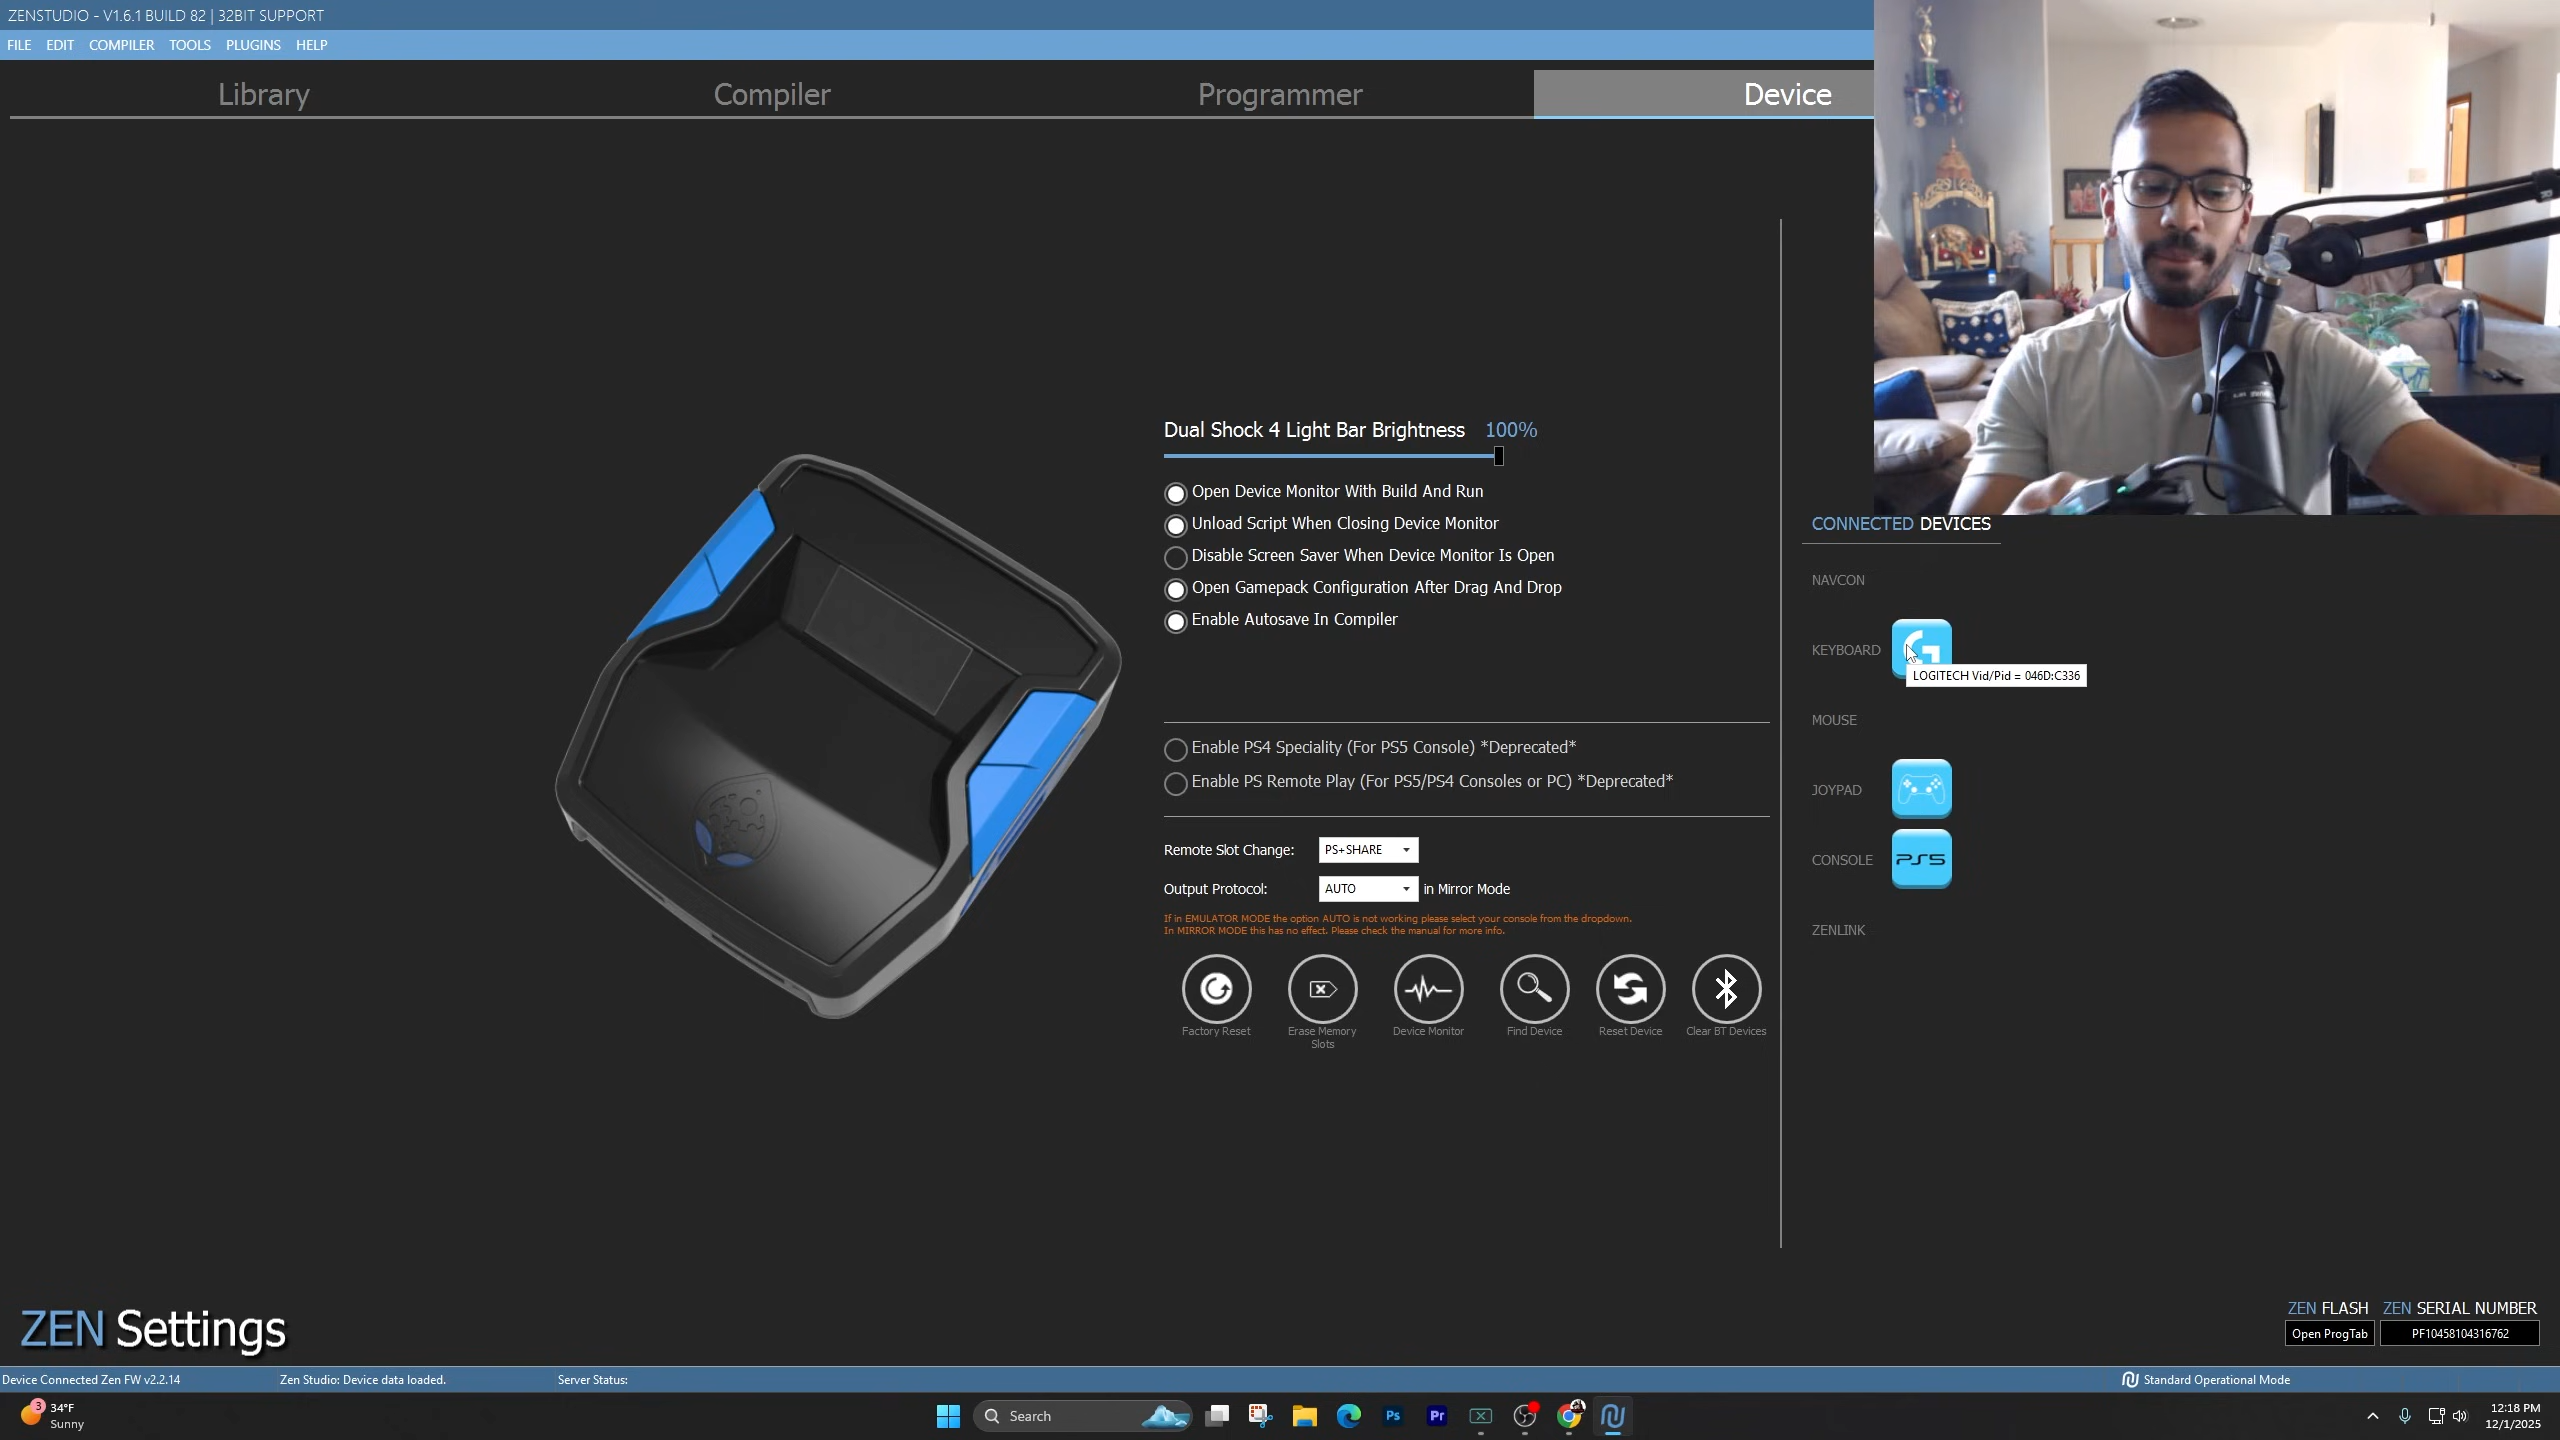 ZENSTUDIO - V1.6.1 BUILD 82 | 32BIT SUPPORT
FILE EDIT COMPILER TOOLS PLUGINS HELP
Library Compiler Programmer Device
Dual Shock 4 Light Bar Brightness 100%
Open Device Monitor With Build And Run
Unload Script When Closing Device Monitor
Disable Screen Saver When Device Monitor Is Open
Open Gamepack Configuration After Drag And Drop
Enable Autosave In Compiler
Enable PS4 Speciality (For PS5 Console) *Deprecated*
Enable PS Remote Play (For PS5/PS4 Consoles or PC) *Deprecated*
Remote Slot Change: PS+SHARE
Output Protocol: AUTO in Mirror Mode
If in EMULATOR MODE the option AUTO is not working please select your console from the dropdown.
In MIRROR MODE this has no effect. Please check the manual for more info.
Factory Reset
Erase Memory
Slots
Device Monitor
Find Device
Reset Device
Clear BT Devices
CONNECTED DEVICES
NAVCON
KEYBOARD
LOGITECH Vid/Pid = 046D:C336
MOUSE
JOYPAD
CONSOLE PS5
ZENLINK
ZEN Settings
ZEN FLASH ZEN SERIAL NUMBER
Open ProgTab PF10458104316762
Device Connected Zen FW v2.2.14 Zen Studio: Device data loaded. Server Status: Standard Operational Mode
3
34°F
Sunny
Search
Ps
Pr
12:18 PM
12/1/2025